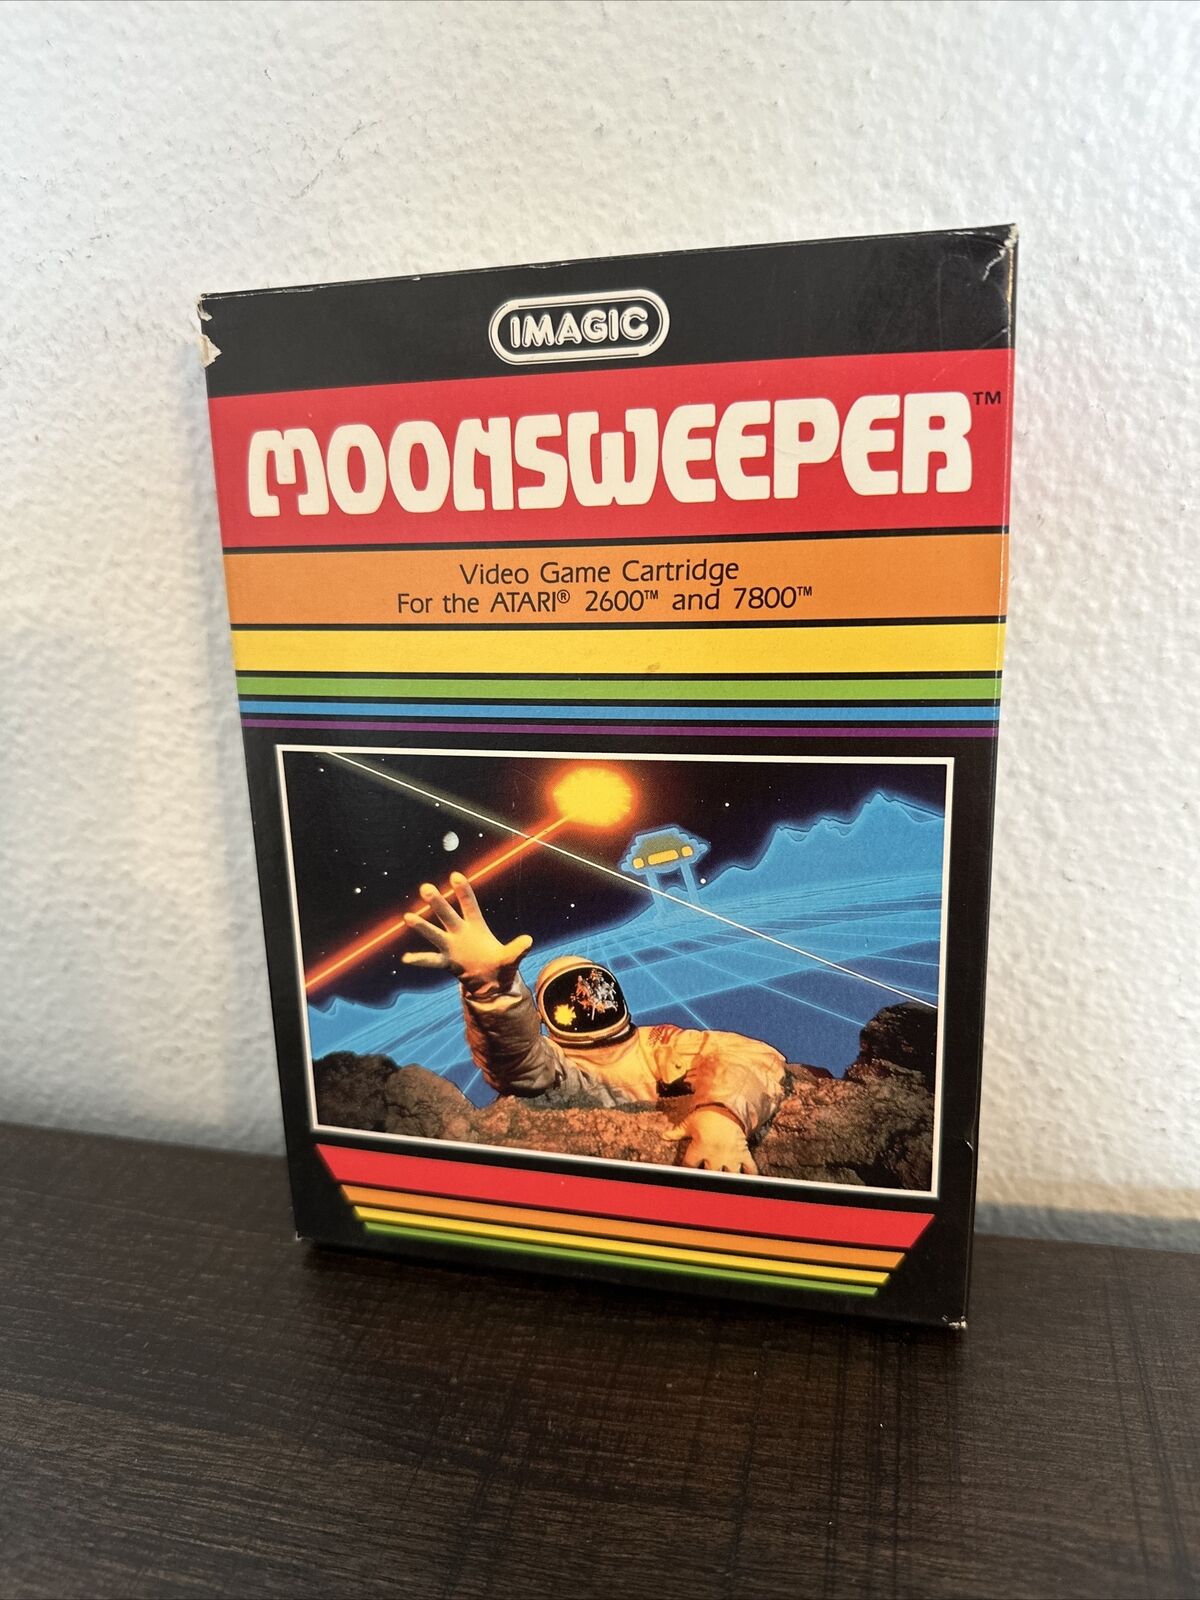 IMAGIC
MOONSWEEPER™
Video Game Cartridge
For the ATARI® 2600™ and 7800™